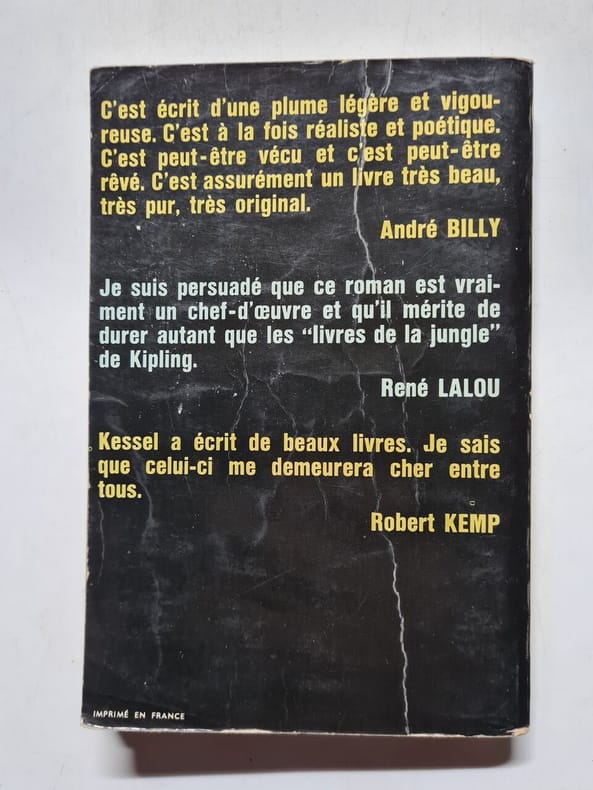 C'est écrit d'une plume légère et vigou-
reuse. C'est à la fois réaliste et poétique.
C'est peut-être vécu et c'est peut-être
rêvé. C'est assurément un livre très beau,
très pur, très original.
André BILLY
Je suis persuadé que ce roman est vrai-
ment un chef-d'œuvre et qu'il mérite de
durer autant que les "livres de la jungle"
de Kipling.
René LALOU
Kessel a écrit de beaux livres. Je sais
que celui-ci me demeurera cher entre
tous.
Robert KEMP
IMPRIMÉ EN FRANCE